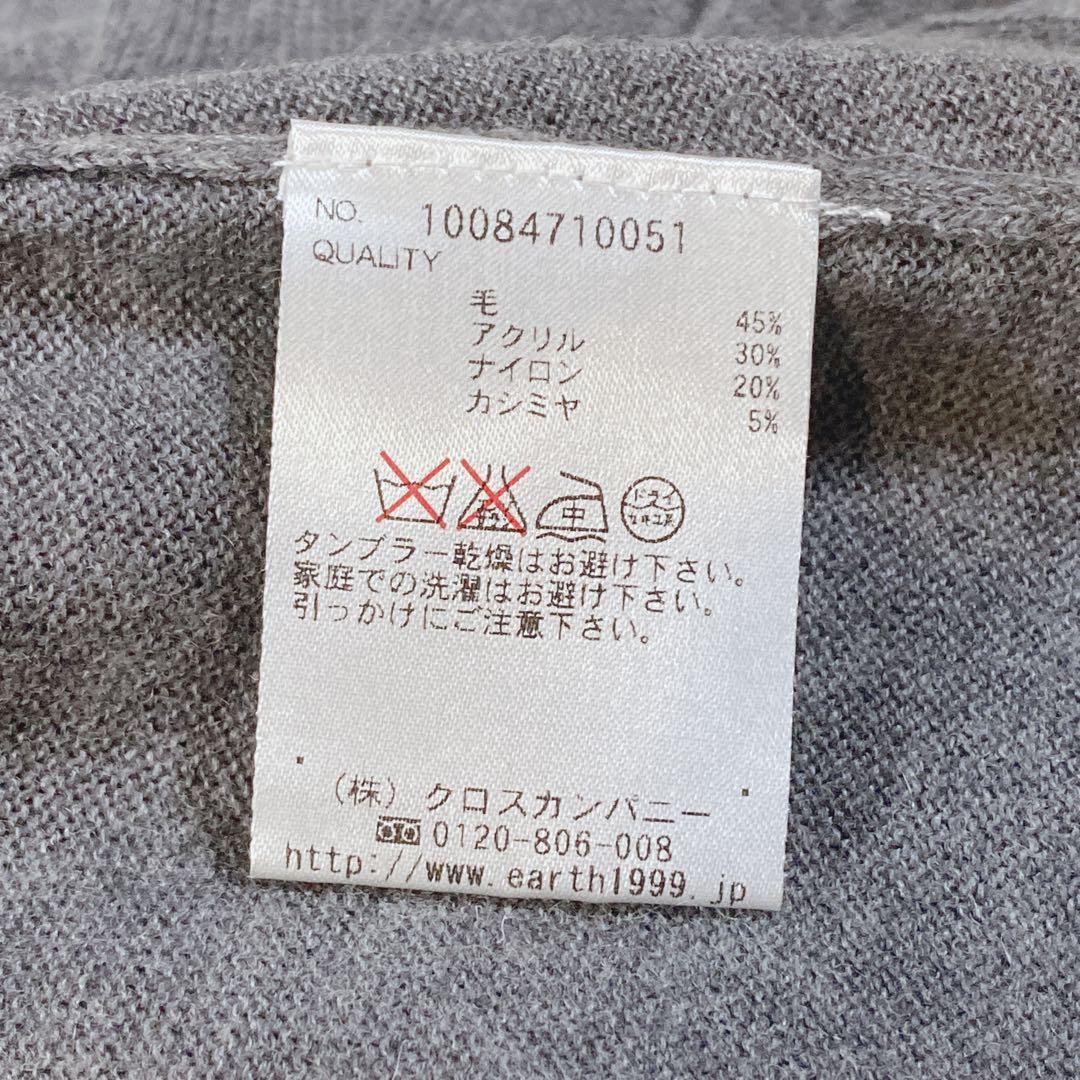 NO. 10084710051
QUALITY
毛 45%
アクリル 30%
ナイロン 20%
カシミヤ 5%
中 ドライ
タンブラー乾燥はお避け下さい。
家庭での洗濯はお避け下さい。
引っかけにご注意下さい。
(株) クロスカンパニー
0120-806-008
http://www.earth1999.jp